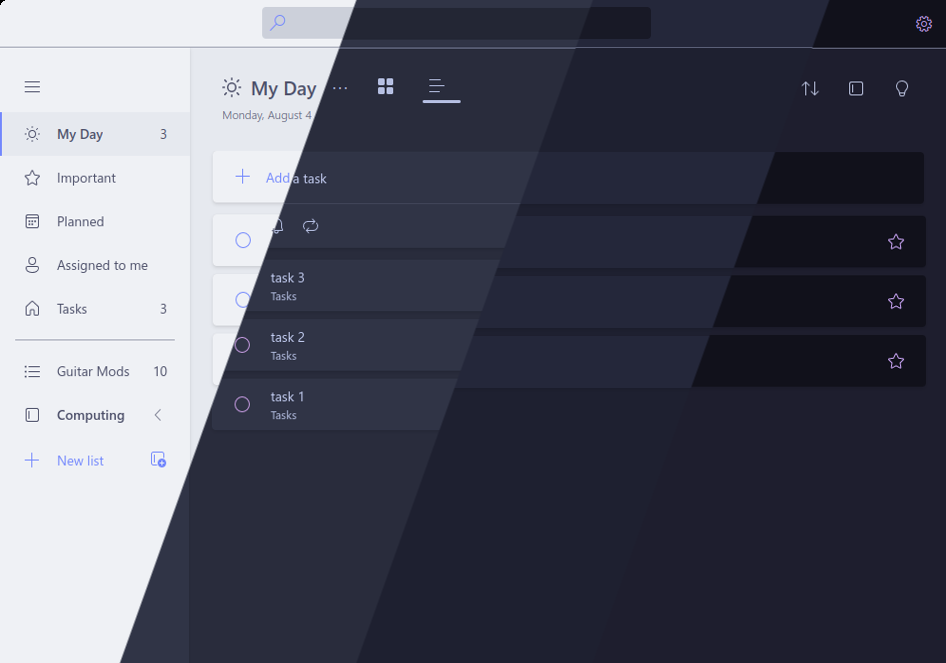 My Day
Monday, August 4
My Day 3
Important
Planned
Assigned to me
Tasks 3
Guitar Mods 10
Computing
New list
Add a task
task 3
Tasks
task 2
Tasks
task 1
Tasks